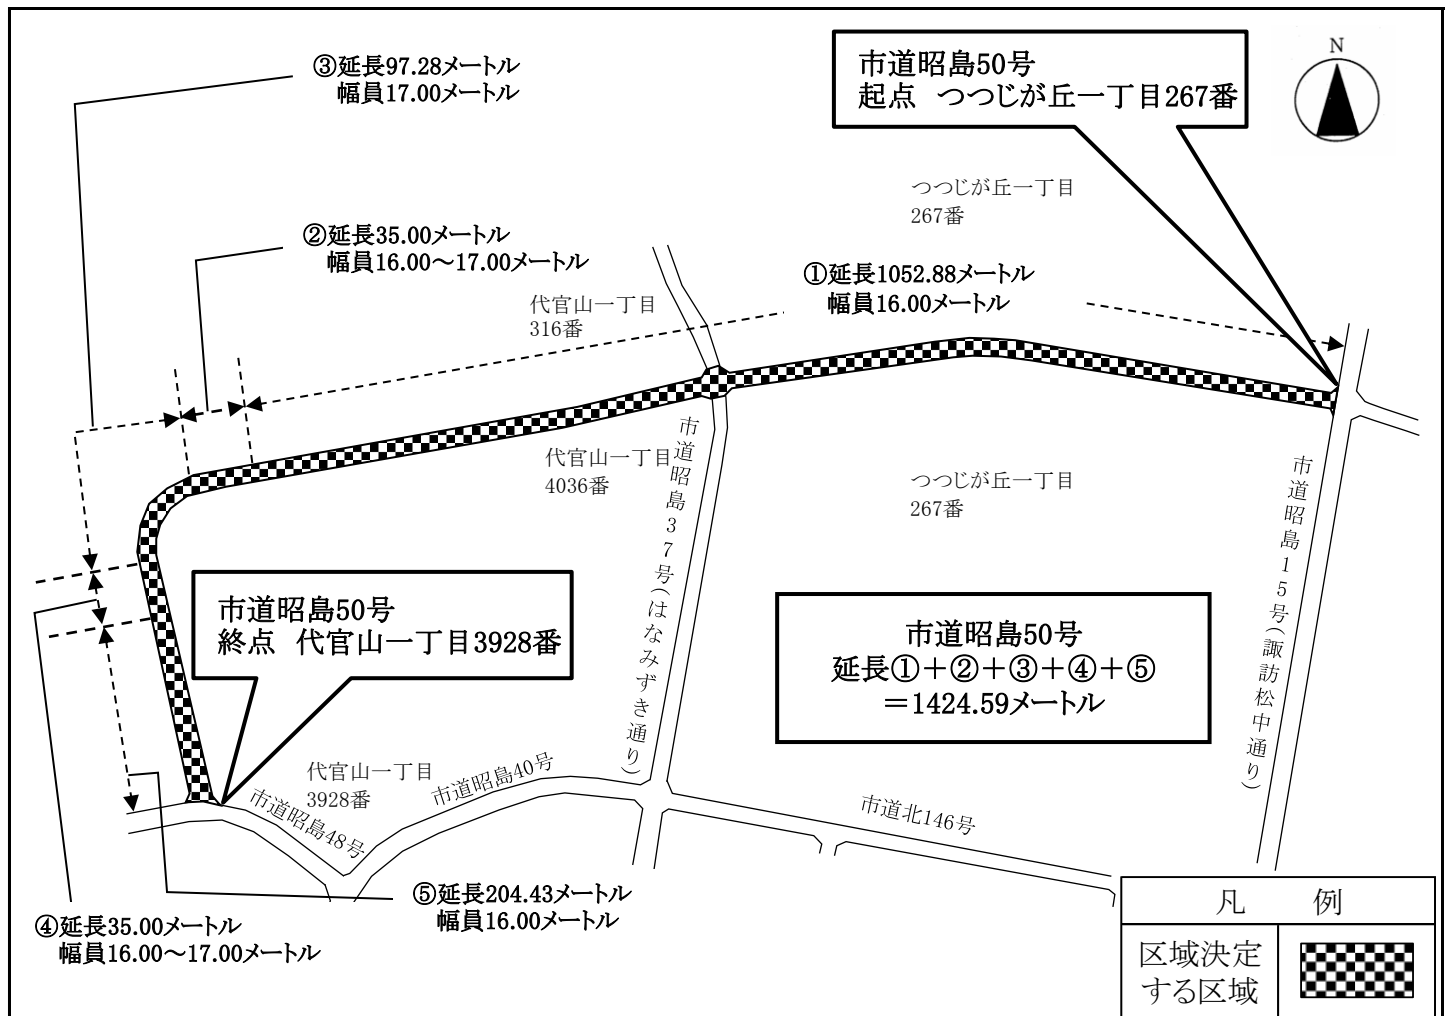 ③延長97.28メートル
幅員17.00メートル
市道昭島50号
起点　つつじが丘一丁目267番
N
つつじが丘一丁目
267番
②延長35.00メートル
幅員16.00～17.00メートル
①延長1052.88メートル
幅員16.00メートル
代官山一丁目
316番
代官山一丁目
4036番
市道昭島37号(はなみずき通り)
つつじが丘一丁目
267番
市道昭島15号(諏訪松中通り)
市道昭島50号
終点　代官山一丁目3928番
市道昭島50号
延長①＋②＋③＋④＋⑤
＝1424.59メートル
代官山一丁目
3928番
市道昭島48号
市道昭島40号
市道北146号
⑤延長204.43メートル
幅員16.00メートル
④延長35.00メートル
幅員16.00～17.00メートル
凡　例
区域決定
する区域